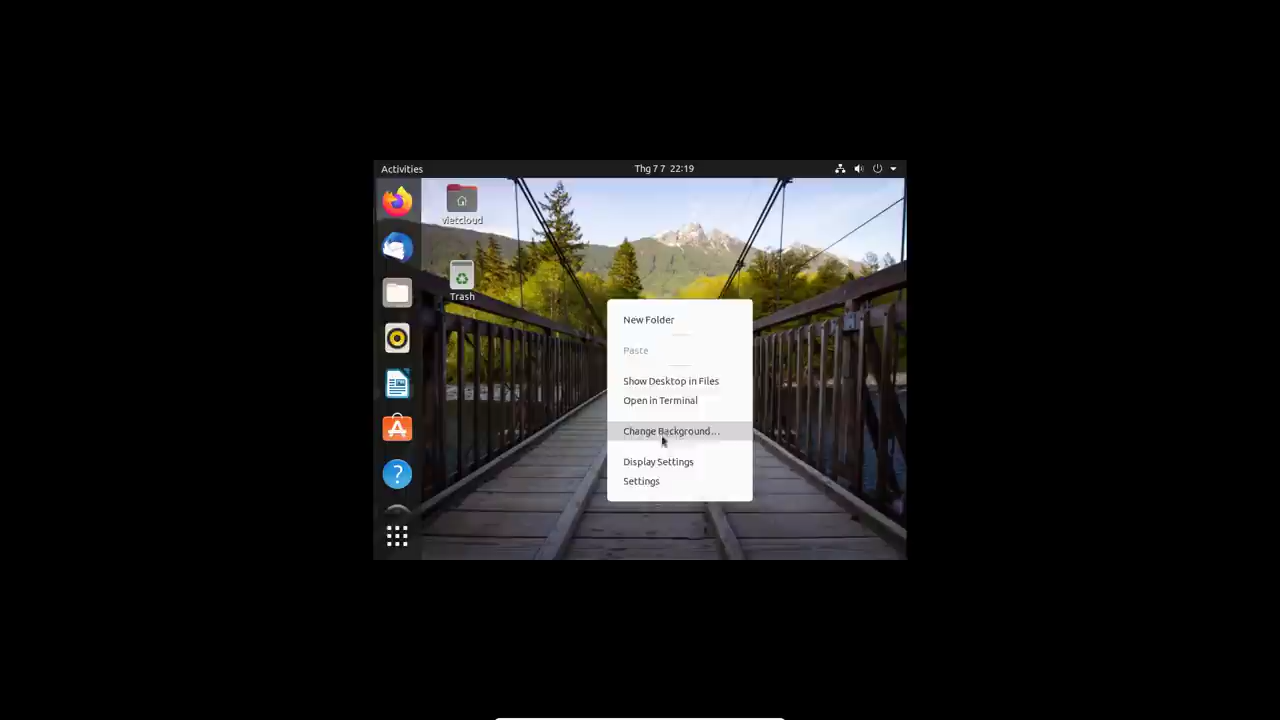 Activities
Thg 7 7 22:19
vietcloud
Trash
New Folder
Paste
Show Desktop in Files
Open in Terminal
Change Background…
Display Settings
Settings